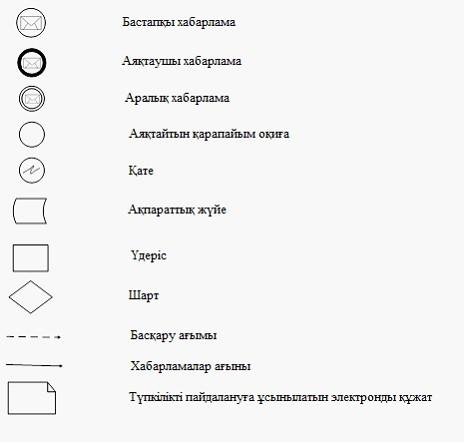 Бастапқы хабарлама
Аяқтаушы хабарлама
Аралық хабарлама
Аяқтайтын қарапайым оқиға
Қате
Ақпараттық жүйе
Үдеріс
Шарт
Басқару ағымы
Хабарламалар ағыны
Түпкілікті пайдалануға ұсынылатын электронды құжат